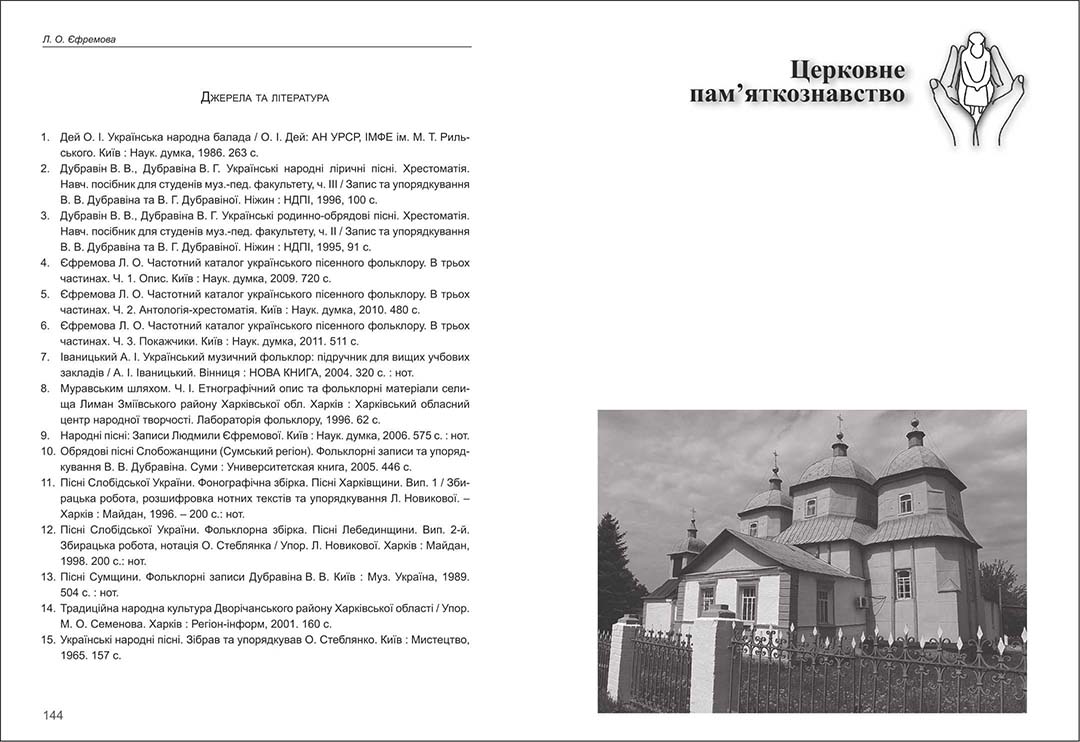 Л. О. Єфремова
Джерела та література
1. Дей О. І. Українська народна балада / О. І. Дей: АН УРСР, ІМФЕ ім. М. Т. Риль-
ського. Київ : Наук. думка, 1986. 263 с.
2. Дубравін В. В., Дубравіна В. Г. Українські народні ліричні пісні. Хрестоматія.
Навч. посібник для студенів муз.-пед. факультету, ч. III / Запис та упорядкування
В. В. Дубравіна та В. Г. Дубравіної. Ніжин : НДПІ, 1996, 100 с.
3. Дубравін В. В., Дубравіна В. Г. Українські родинно-обрядові пісні. Хрестоматія.
Навч. посібник для студенів муз.-пед. факультету, ч. II / Запис та упорядкування
В. В. Дубравіна та В. Г. Дубравіної. Ніжин : НДПІ, 1995, 91 с.
4. Єфремова Л. О. Частотний каталог українського пісенного фольклору. В трьох
частинах. Ч. 1. Опис. Київ : Наук. думка, 2009. 720 с.
5. Єфремова Л. О. Частотний каталог українського пісенного фольклору. В трьох
частинах. Ч. 2. Антологія-хрестоматія. Київ : Наук. думка, 2010. 480 с.
6. Єфремова Л. О. Частотний каталог українського пісенного фольклору. В трьох
частинах. Ч. 3. Покажчики. Київ : Наук. думка, 2011. 511 с.
7. Іваницький А. І. Український музичний фольклор: підручник для вищих учбових
закладів / А. І. Іваницький. Вінниця : НОВА КНИГА, 2004. 320 с. : нот.
8. Муравським шляхом. Ч. І. Етнографічний опис та фольклорні матеріали сели-
ща Лиман Зміївського району Харківської обл. Харків : Харківський обласний
центр народної творчості. Лабораторія фольклору, 1996. 62 с.
9. Народні пісні: Записи Людмили Єфремової. Київ : Наук. думка, 2006. 575 с. : нот.
10. Обрядові пісні Слобожанщини (Сумський регіон). Фольклорні записи та упоряд-
кування В. В. Дубравіна. Суми : Университетская книга, 2005. 446 с.
11. Пісні Слобідської України. Фонографічна збірка. Пісні Харківщини. Вип. 1 / Зби-
рацька робота, розшифровка нотних текстів та упорядкування Л. Новикової. –
Харків : Майдан, 1996. – 200 с.: нот.
12. Пісні Слобідської України. Фольклорна збірка. Пісні Лебединщини. Вип. 2-й.
Збирацька робота, нотація О. Стеблянка / Упор. Л. Новикової. Харків : Майдан,
1998. 200 с.: нот.
13. Пісні Сумщини. Фольклорні записи Дубравіна В. В. Київ : Муз. Україна, 1989.
504 с. : нот.
14. Традиційна народна культура Дворічанського району Харківської області / Упор.
М. О. Семенова. Харків : Регіон-інформ, 2001. 160 с.
15. Українські народні пісні. Зібрав та упорядкував О. Стеблянко. Київ : Мистецтво,
1965. 157 с.
144
Церковне
пам’яткознавство